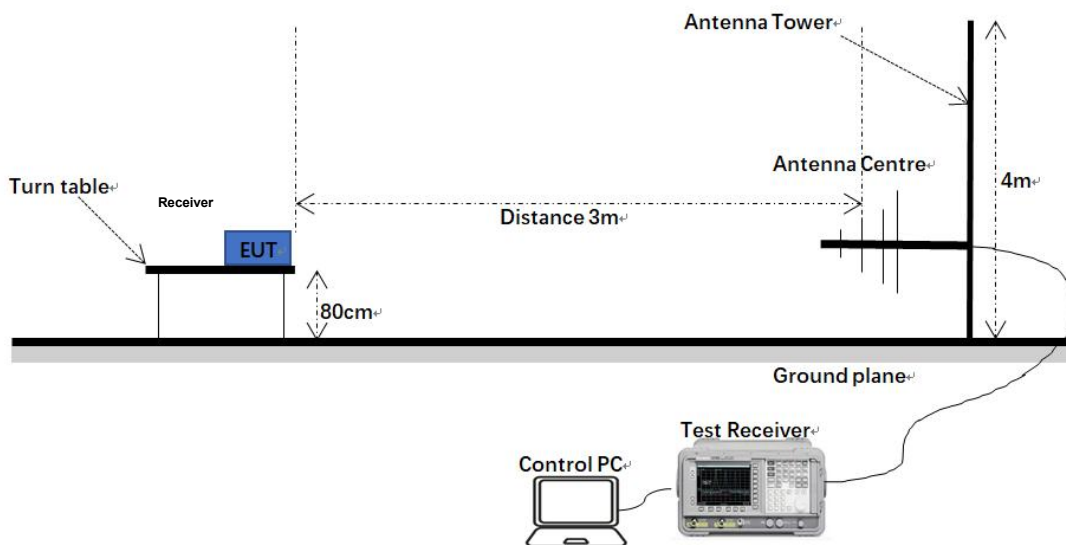 Antenna Tower
Antenna Centre
4m
Turn table
Receiver
Distance 3m
EUT
80cm
Ground plane
Test Receiver
Control PC